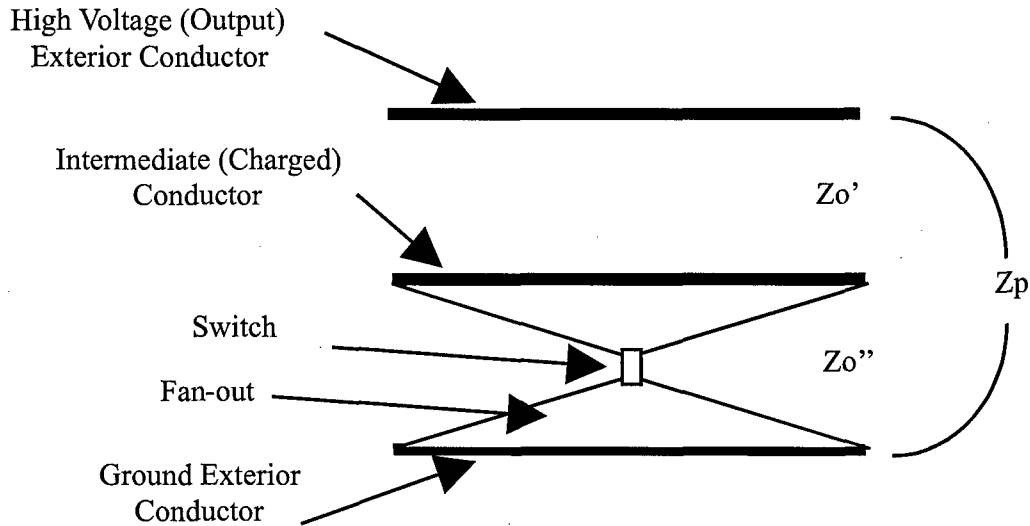 High Voltage (Output)
Exterior Conductor
Intermediate (Charged)
Conductor
Zo’
Zp
Switch
Zo’’
Fan-out
Ground Exterior
Conductor